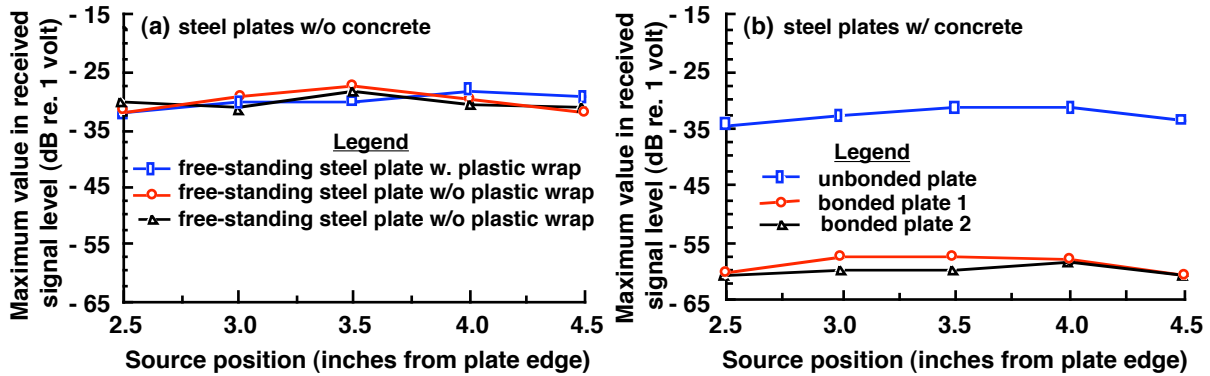 (a) steel plates w/o concrete
Maximum value in received
signal level (dB re. 1 volt)
- 15
- 25
- 35
- 45
- 55
- 65
Legend
free-standing steel plate w. plastic wrap
free-standing steel plate w/o plastic wrap
free-standing steel plate w/o plastic wrap
2.5 3.0 3.5 4.0 4.5
Source position (inches from plate edge)
(b) steel plates w/ concrete
Maximum value in received
signal level (dB re. 1 volt)
- 15
- 25
- 35
- 45
- 55
- 65
Legend
unbonded plate
bonded plate 1
bonded plate 2
2.5 3.0 3.5 4.0 4.5
Source position (inches from plate edge)